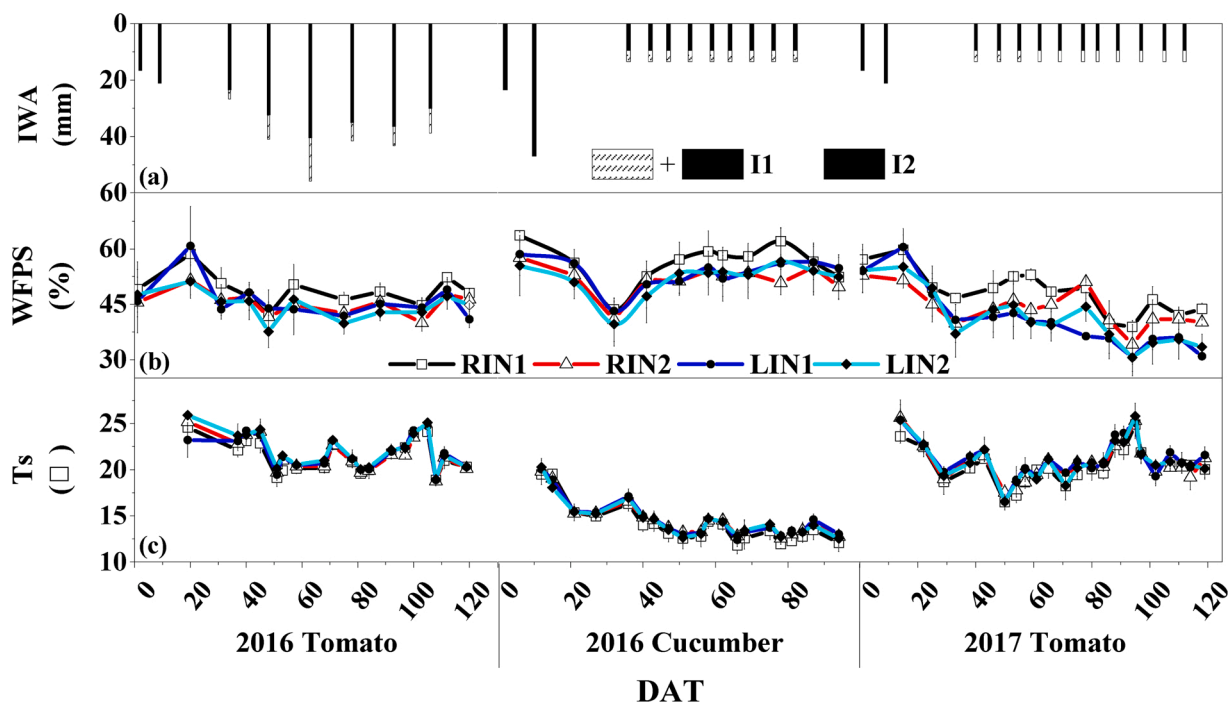 0
20
40
60
IWA
(mm)
(a)
+ I1 I2
60
45
30
WFPS
(%)
(b)
RIN1 RIN2 LIN1 LIN2
25
20
15
10
Ts
(□)
(c)
0 20 40 60 80 100 120 0 20 40 60 80 0 20 40 60 80 100 120
2016 Tomato 2016 Cucumber 2017 Tomato
DAT